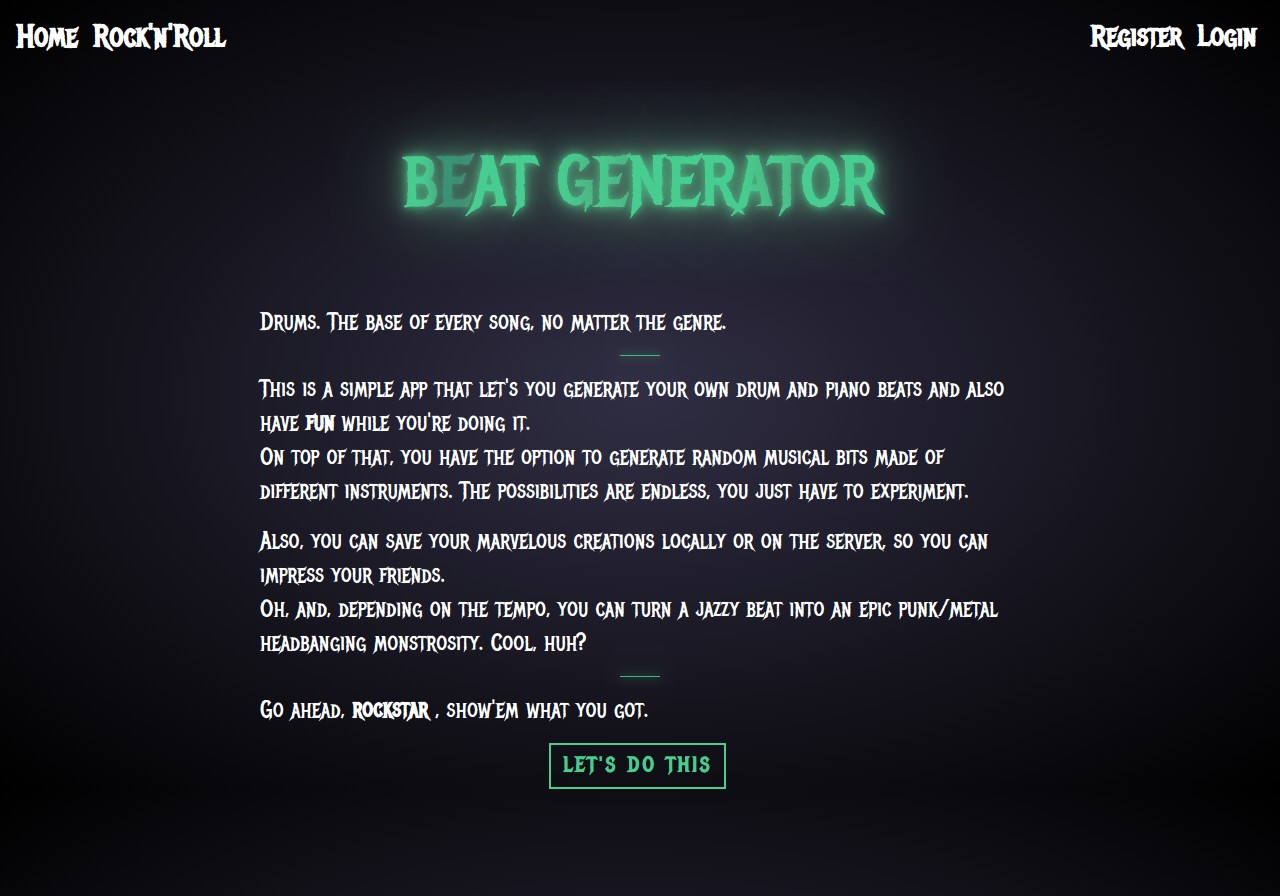 Home Rock'n'Roll
Register Login
BEAT GENERATOR
Drums. The base of every song, no matter the genre.
This is a simple app that let's you generate your own drum and piano beats and also
have fun while you're doing it.
On top of that, you have the option to generate random musical bits made of
different instruments. The possibilities are endless, you just have to experiment.
Also, you can save your marvelous creations locally or on the server, so you can
impress your friends.
Oh, and, depending on the tempo, you can turn a jazzy beat into an epic punk/metal
headbanging monstrosity. Cool, huh?
Go ahead, rockstar , show'em what you got.
LET'S DO THIS